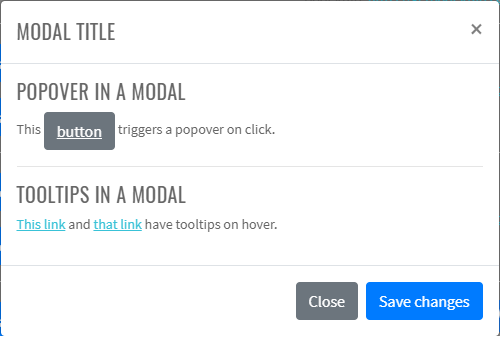 MODAL TITLE ×
POPOVER IN A MODAL
This button triggers a popover on click.
TOOLTIPS IN A MODAL
This link and that link have tooltips on hover.
Close Save changes